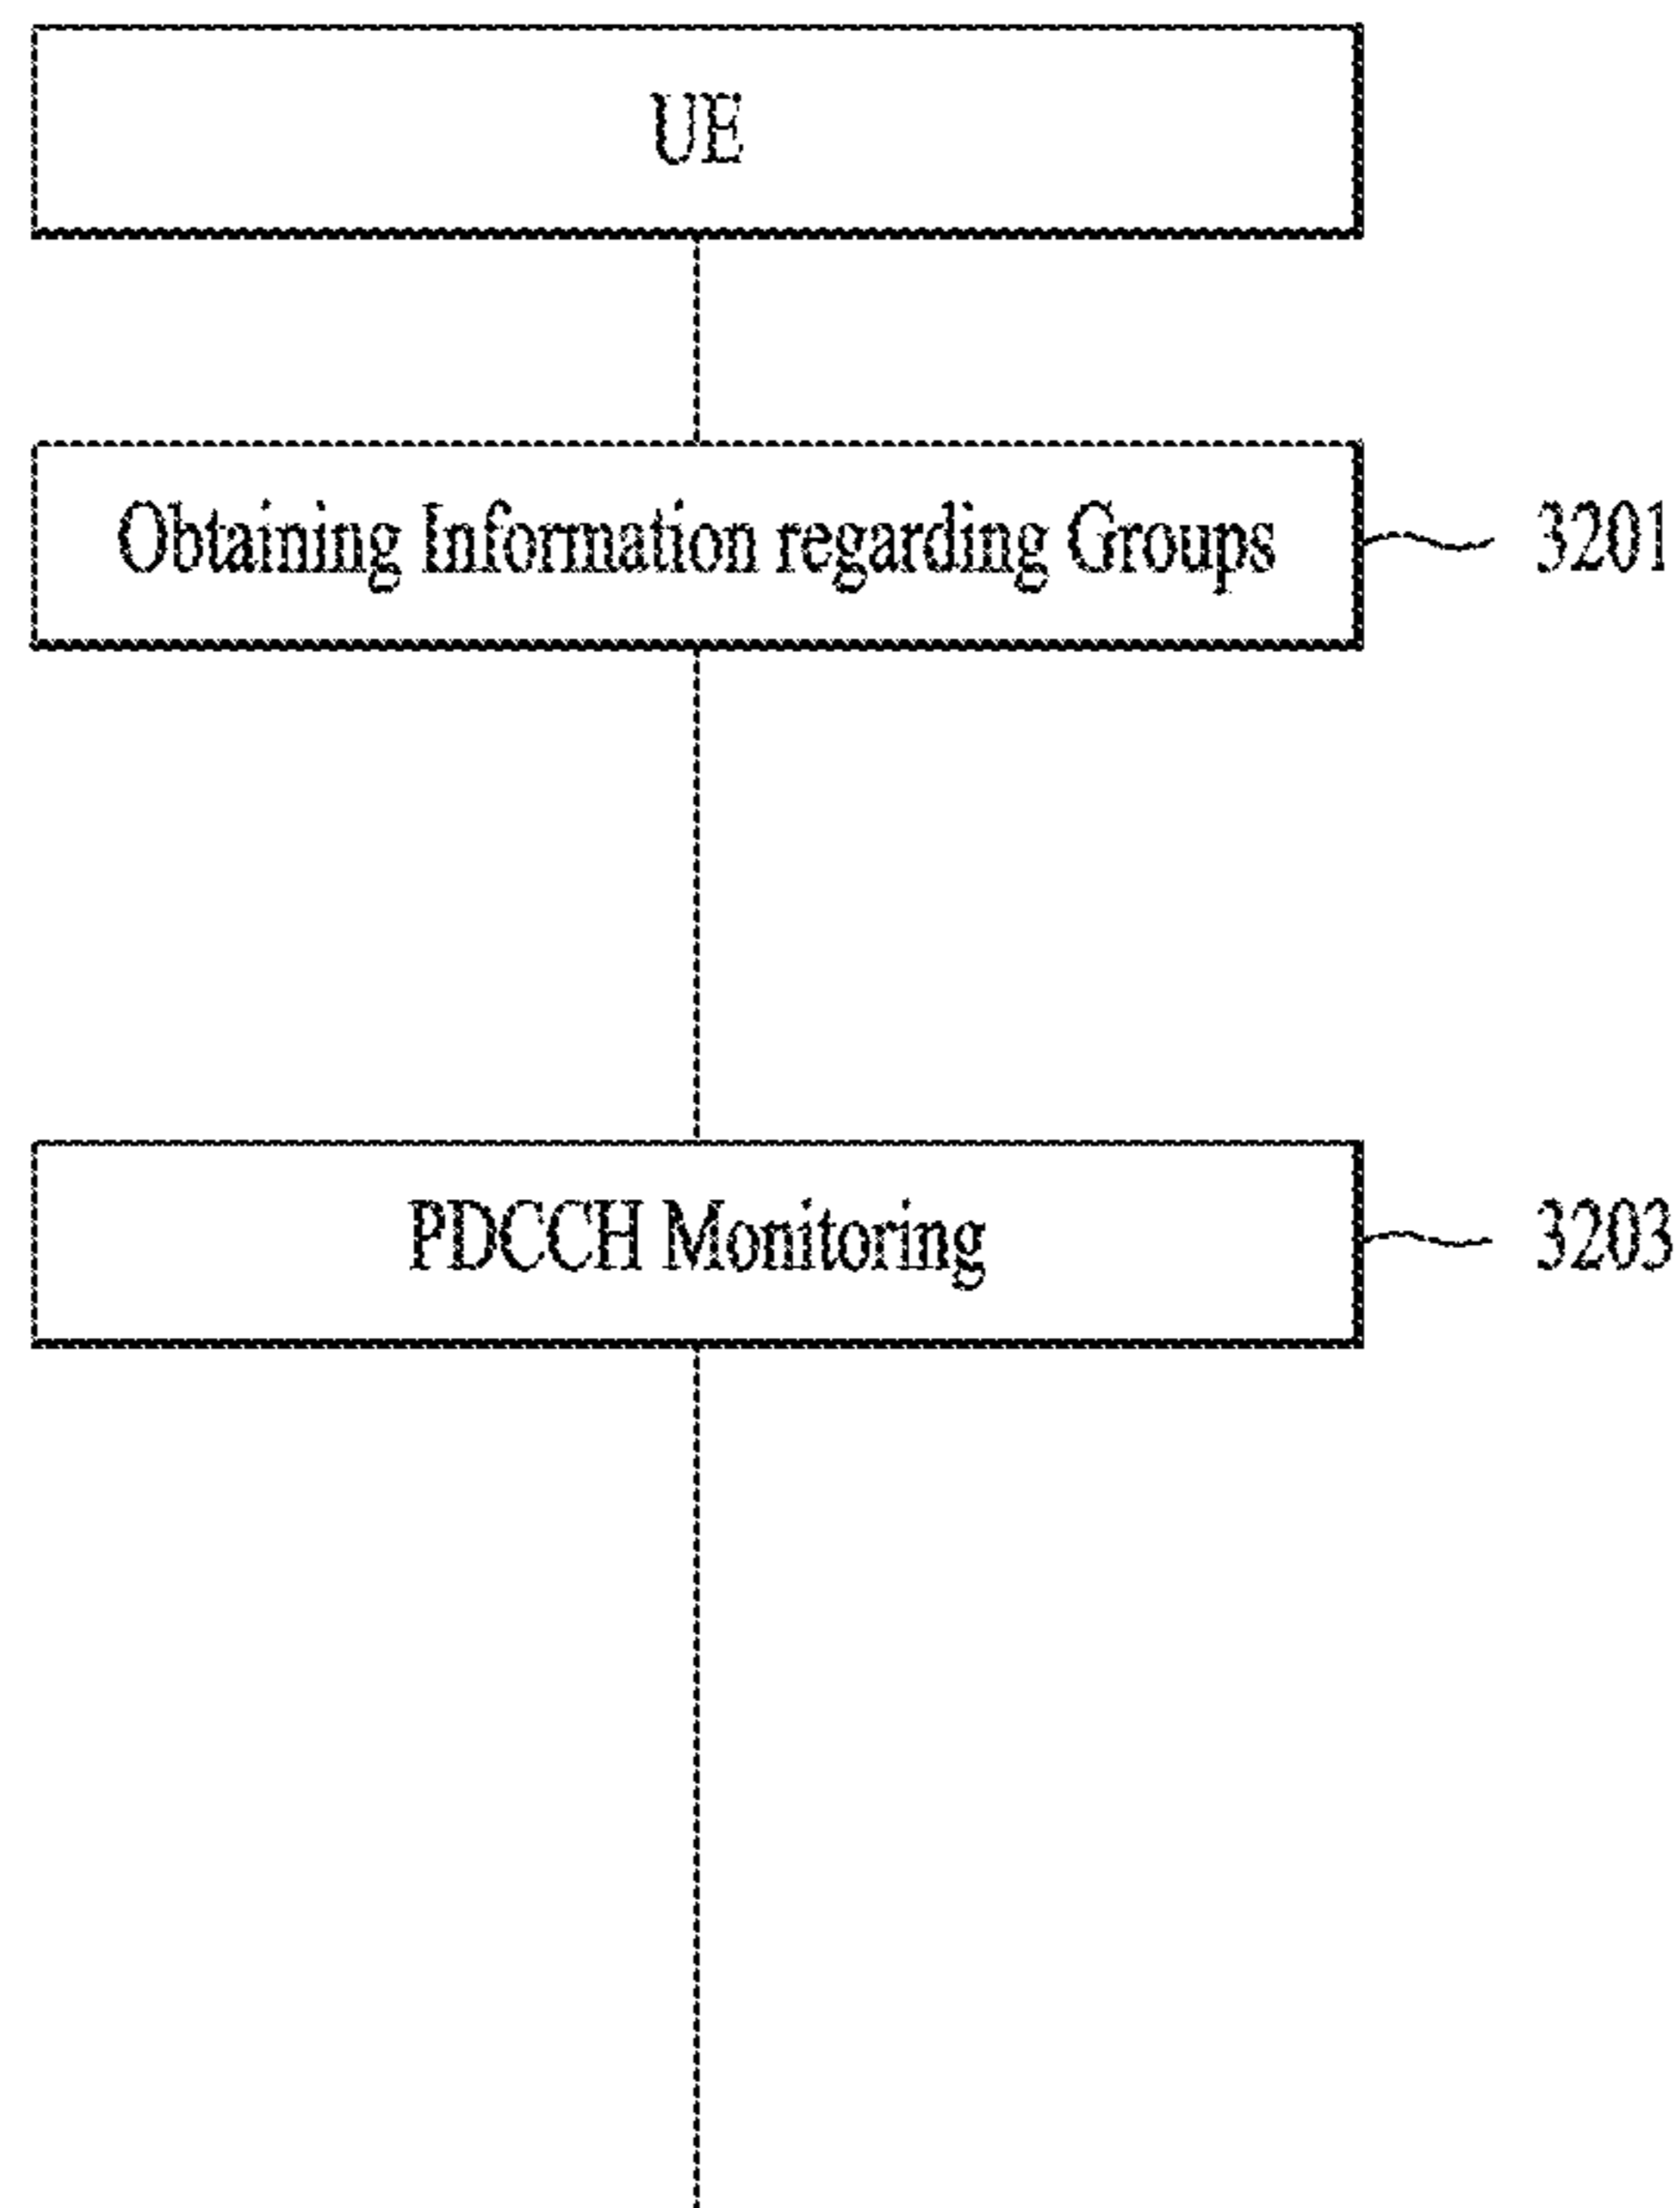 UE
Obtaining Information regarding Groups
3201
PDCCH Monitoring
3203